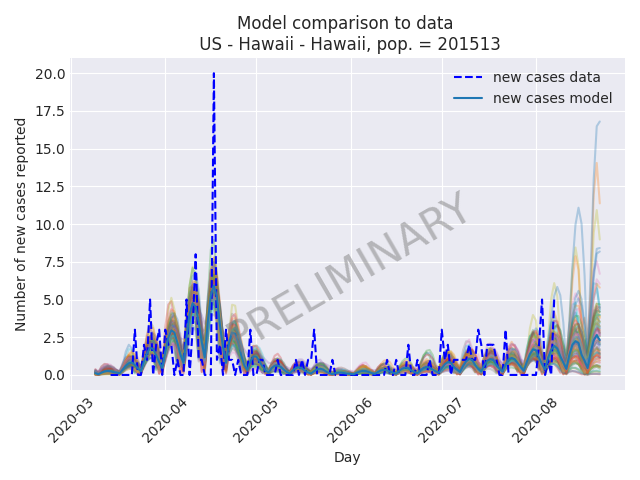 Model comparison to data
US - Hawaii - Hawaii, pop. = 201513
20.0
17.5
15.0
12.5
10.0
7.5
5.0
2.5
0.0
Number of new cases reported
new cases data
new cases model
PRELIMINARY
2020-03
2020-04
2020-05
2020-06
2020-07
2020-08
Day